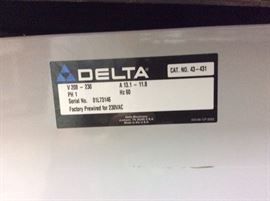 DELTA
CAT. NO. 43-431
V 208 - 230 A 13.1 - 11.8
PH 1 Hz 60
Serial No.
Factory Prewired for 230VAC